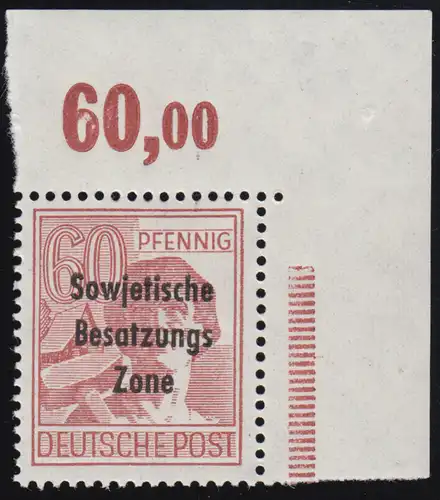 60,00
60 PFENNIG
Sowjetische
Besatzungs
Zone
DEUTSCHE POST